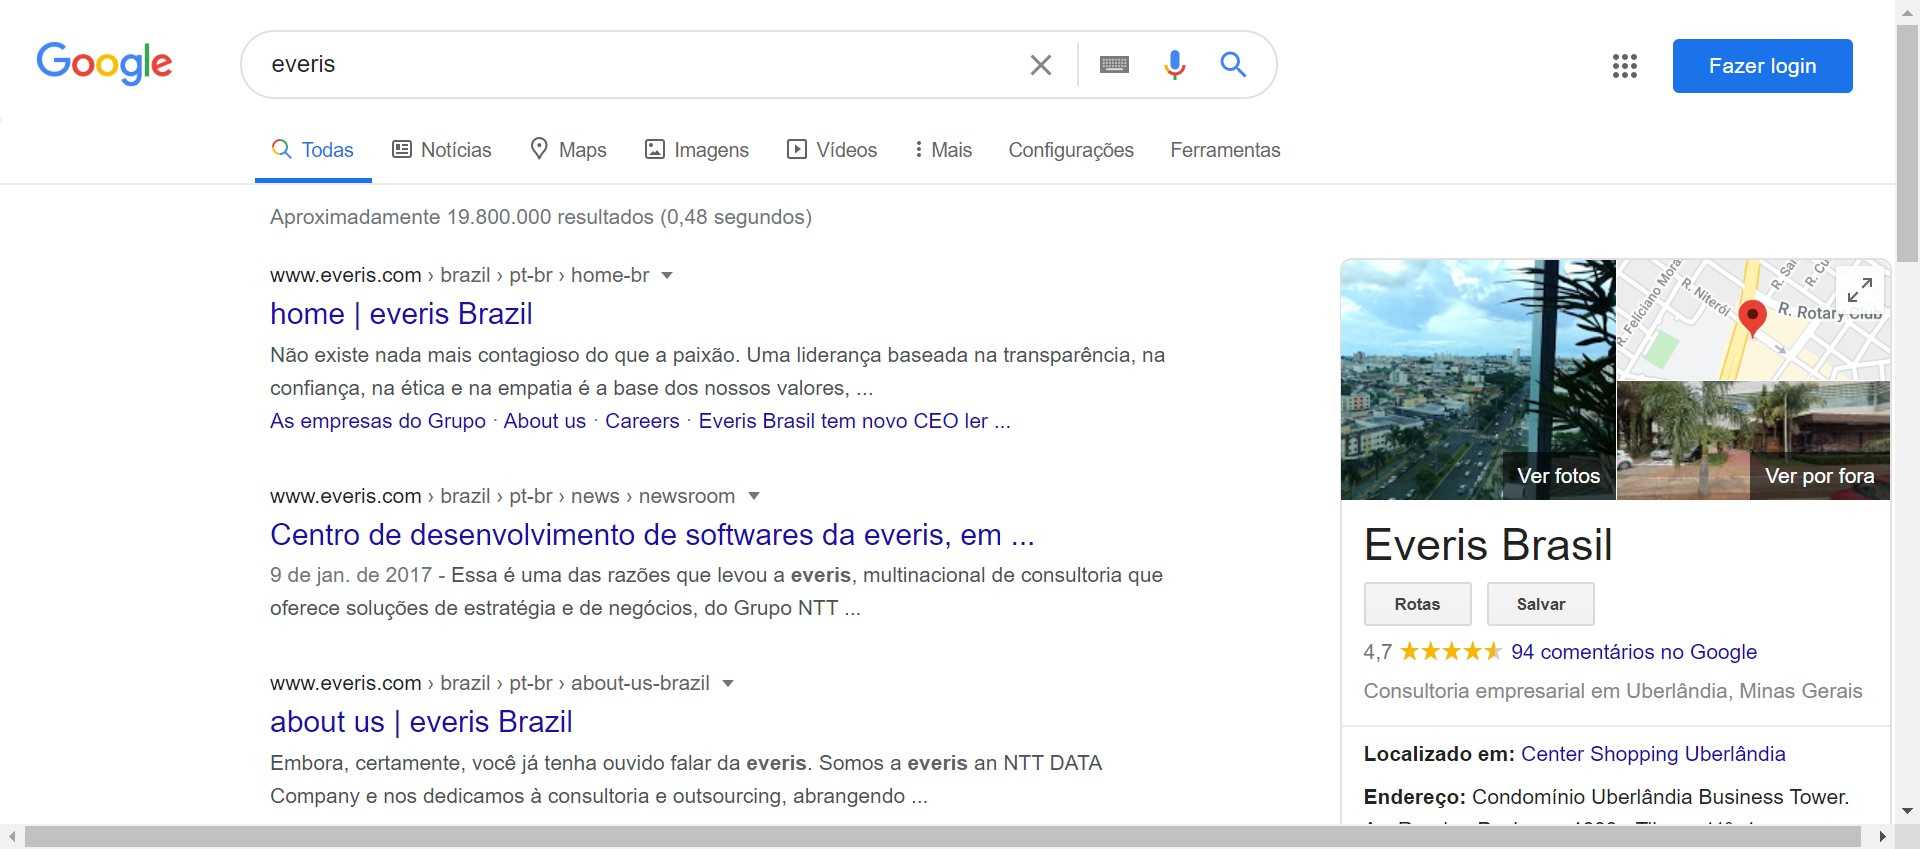 Google
everis
Fazer login
Todas
Notícias
Maps
Imagens
Vídeos
Mais
Configurações
Ferramentas
Aproximadamente 19.800.000 resultados (0,48 segundos)
www.everis.com › brazil › pt-br › home-br
home | everis Brazil
Não existe nada mais contagioso do que a paixão. Uma liderança baseada na transparência, na
confiança, na ética e na empatia é a base dos nossos valores, ...
As empresas do Grupo · About us · Careers · Everis Brasil tem novo CEO ler ...
www.everis.com › brazil › pt-br › news › newsroom
Centro de desenvolvimento de softwares da everis, em ...
9 de jan. de 2017 - Essa é uma das razões que levou a everis, multinacional de consultoria que
oferece soluções de estratégia e de negócios, do Grupo NTT ...
www.everis.com › brazil › pt-br › about-us-brazil
about us | everis Brazil
Embora, certamente, você já tenha ouvido falar da everis. Somos a everis an NTT DATA
Company e nos dedicamos à consultoria e outsourcing, abrangendo ...
R. Feliciano Mora
R. Niterói
R. Sar
R. Cu
R. Rotary Club
Ver fotos
Ver por fora
Everis Brasil
Rotas
Salvar
4,7
94 comentários no Google
Consultoria empresarial em Uberlândia, Minas Gerais
Localizado em: Center Shopping Uberlândia
Endereço: Condomínio Uberlândia Business Tower.